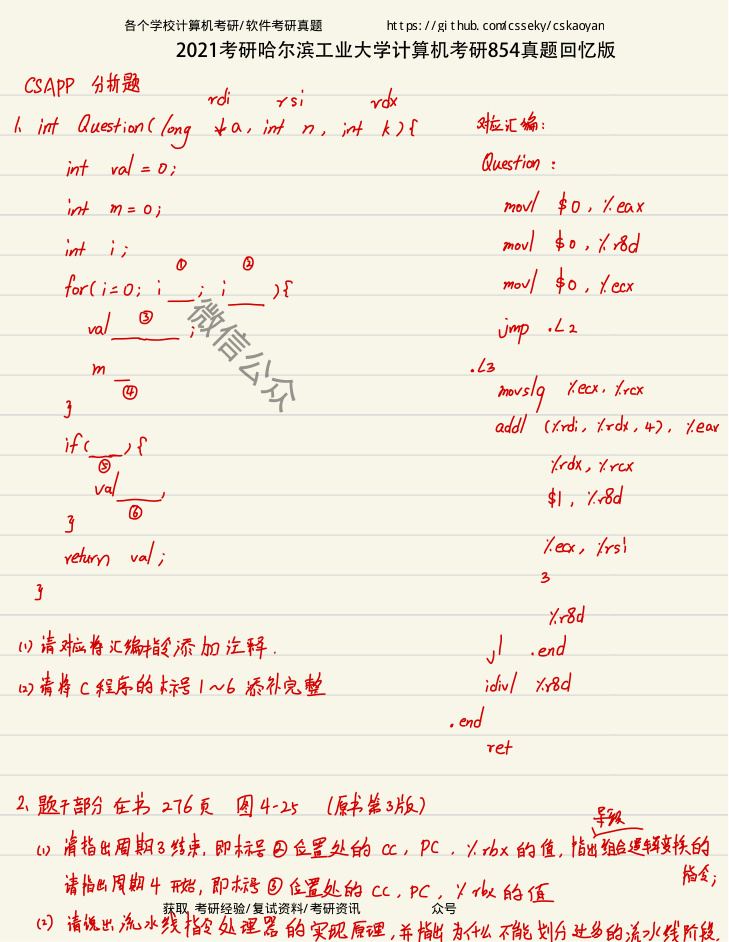 各个学校计算机考研/软件考研真题 https://github.com/csseky/cskaoyan
2021考研哈尔滨工业大学计算机考研854真题回忆版
CSAPP 分析题
rdi rsi rdx
1. int Question(long *a, int n, int k){
int val = 0;
int m = 0;
int i;
① ②
for(i=0; i __; i ____ ){
val ③ ;
m __
④
}
if(___){
⑤
val ____,
⑥
}
return val;
}
对应汇编:
Question:
movl $0, %eax
movl $0, %r8d
movl $0, %ecx
jmp .L2
.L3
movslq %ecx, %rcx
addl (%rdi, %rdx, 4), %eax
%rdx, %rcx
$1, %r8d
%ecx, %rsi
3
%r8d
jl .end
idivl %r8d
.end
ret
微信公众
(1) 请对应将汇编指令添加注释.
(2) 请将C程序的标号1~6添补完整
2. 题干部分在书276页 图4-25 (原书第3版)
(1) 请指出周期3结束, 即标号②位置处的CC, PC, %rbx的值, 指出组合逻辑变换的
指令;
请指出周期4开始, 即标号③位置处的CC, PC, %rbx的值
获取 考研经验/复试资料/考研资讯 众号
(2) 请说出流水线指令处理器的实现原理, 并指出为什么不能划分过多的流水线阶段.